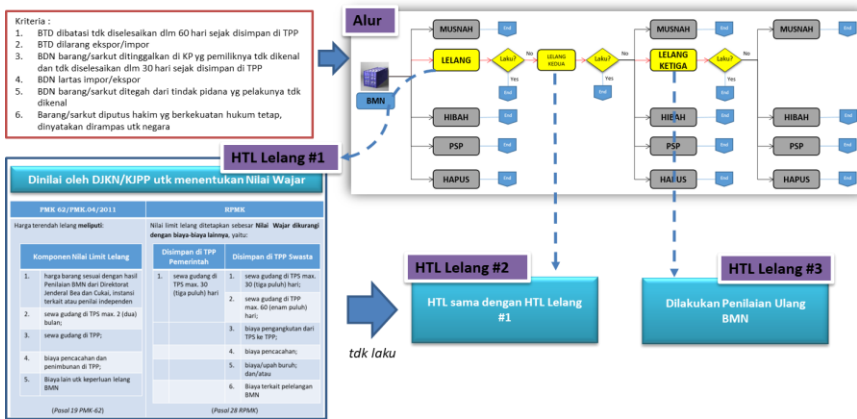 Kriteria :
1. BTD dibatasi tdk diselesaikan dlm 60 hari sejak disimpan di TPP
2. BTD dilarang ekspor/impor
3. BDN barang/sarkut ditinggalkan di KP yg pemiliknya tdk
dikenal dan tdk diselesaikan dlm 30 hari sejak disimpan di TPP
4. BDN lartas impor/ekspor
5. BDN barang/sarkut ditegah dari tindak pidana yg pelakunya tdk
dikenal
6. Barang/sarkut diputus hakim yg berkekuatan hukum tetap,
dinyatakan dirampas utk negara
Alur
MUSNAH
End
MUSNAH
End
MUSNAH
End
BMN
LELANG
Laku?
No
LELANG
KEDUA
Laku?
No
LELANG
KETIGA
Laku?
No
Yes
End
Yes
End
Yes
End
HIBAH
End
HIBAH
End
HIBAH
End
PSP
End
PSP
End
PSP
End
HAPUS
End
HAPUS
End
HAPUS
End
HTL Lelang #1
Dinilai oleh DJKN/KJPP utk menentukan Nilai Wajar
PMK 62/PMK.04/2011
RPMK
Harga terendah lelang meliputi:
Nilai limit lelang ditetapkan sebesar Nilai Wajar dikurangi
dengan biaya-biaya lainnya, yaitu:
Komponen Nilai Limit Lelang
Disimpan di TPP
Pemerintah
Disimpan di TPP Swasta
1. harga barang sesuai dengan hasil
Penilaian BMN dari Direktorat
Jenderal Bea dan Cukai, instansi
terkait atau penilai independen
2. sewa gudang di TPS max. 2 (dua)
bulan;
3. sewa gudang di TPP;
4. biaya pencacahan dan
penimbunan di TPP;
5. Biaya lain utk keperluan lelang
BMN
1. sewa gudang di
TPS max. 30
(tiga puluh) hari
1. sewa gudang di TPS max.
30 (tiga puluh) hari;
2. sewa gudang di TPP
max. 60 (enam puluh)
hari;
3. biaya pengangkutan dari
TPS ke TPP;
4. biaya pencacahan;
5. biaya/upah buruh;
dan/atau
6. Biaya terkait pelelangan
BMN
(Pasal 19 PMK-62)
(Pasal 28 RPMK)
tdk laku
HTL Lelang #2
HTL sama dengan HTL Lelang
#1
HTL Lelang #3
Dilakukan Penilaian Ulang
BMN